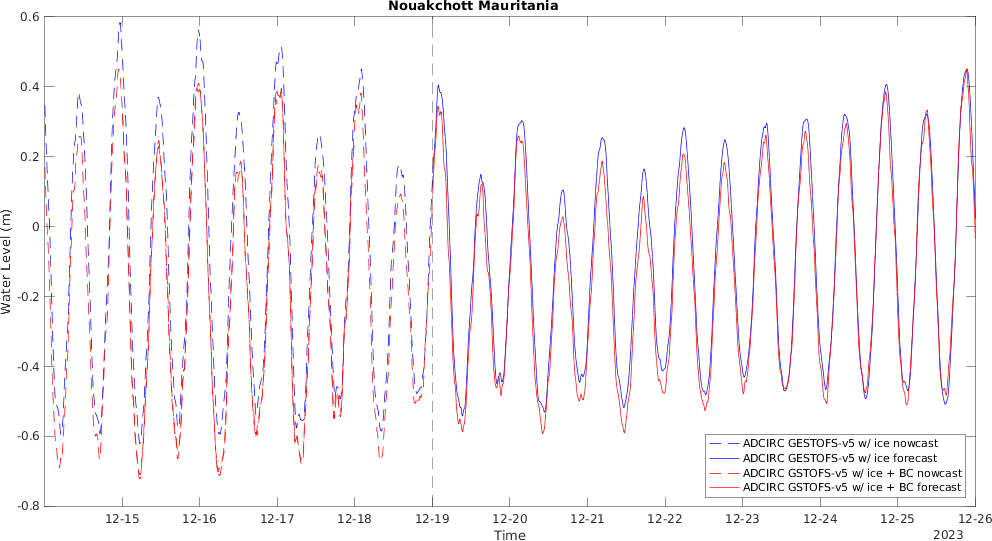 Nouakchott Mauritania
0.6
0.4
0.2
0
-0.2
-0.4
-0.6
-0.8
Water Level (m)
ADCIRC GESTOFS-v5 w/ ice nowcast
ADCIRC GESTOFS-v5 w/ ice forecast
ADCIRC GSTOFS-v5 w/ ice + BC nowcast
ADCIRC GSTOFS-v5 w/ ice + BC forecast
12-15 12-16 12-17 12-18 12-19 12-20 12-21 12-22 12-23 12-24 12-25 12-26
Time
2023